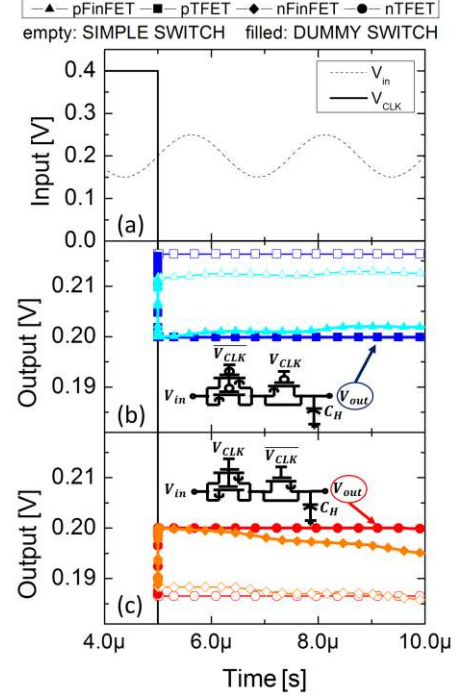 pFinFET pTFET nFinFET nTFET
empty: SIMPLE SWITCH filled: DUMMY SWITCH
0.4
0.3
0.2
0.1
0.0
Input [V]
V_in
V_CLK
(a)
0.21
0.20
0.19
Output [V]
V_CLK V_CLK
V_in
C_H
V_out
(b)
0.21
0.20
0.19
Output [V]
V_CLK V_CLK
V_in
C_H
V_out
(c)
4.0µ 6.0µ 8.0µ 10.0µ
Time [s]